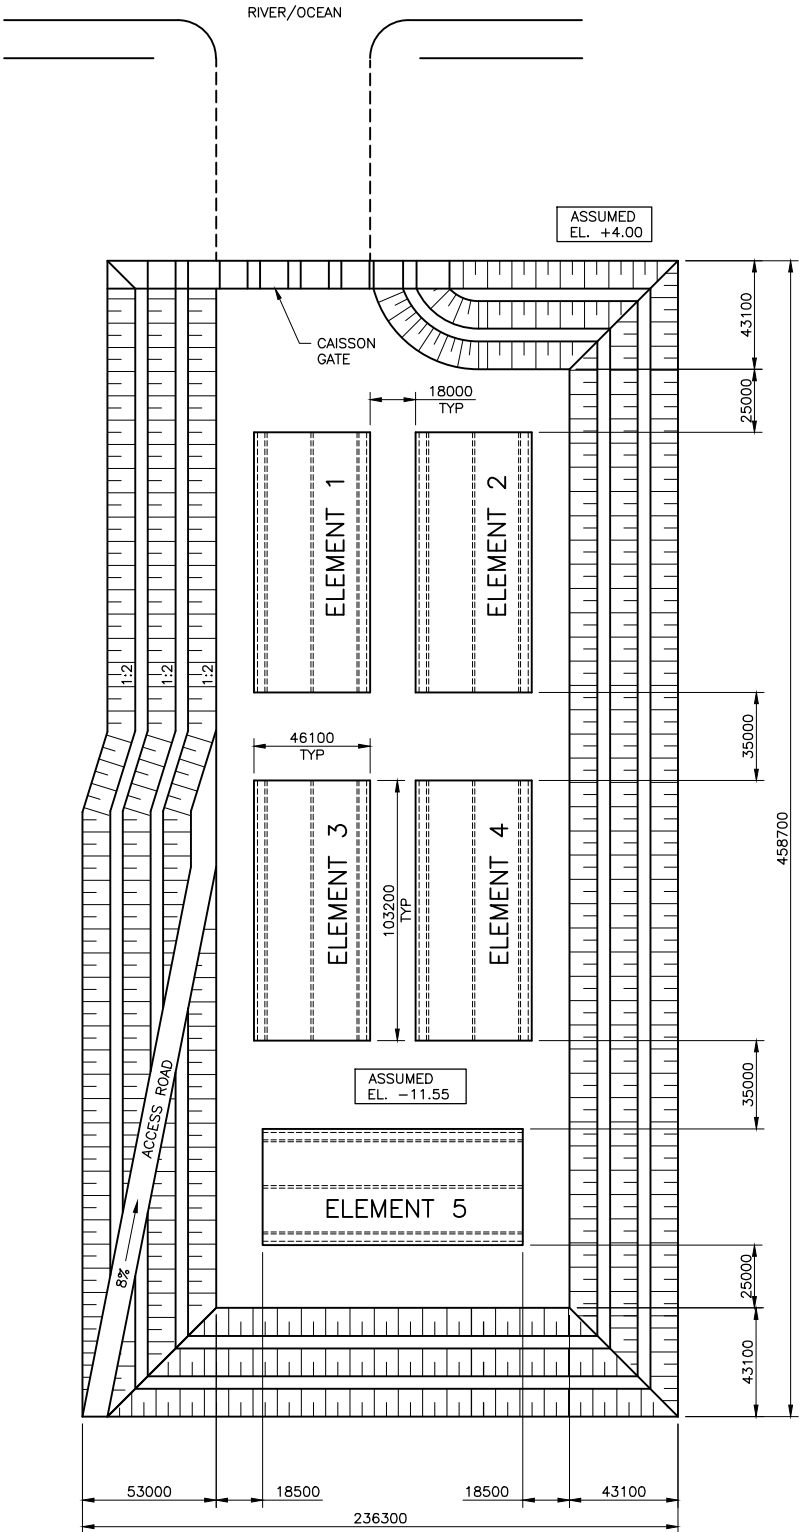 RIVER/OCEAN
ASSUMED
EL. +4.00
CAISSON
GATE
43100
25000
18000
TYP
ELEMENT 1
ELEMENT 2
1:2
1:2
1:2
35000
46100
TYP
ELEMENT 3
103200
TYP
ELEMENT 4
458700
ASSUMED
EL. -11.55
35000
ACCESS ROAD
8%
ELEMENT 5
25000
43100
53000
18500
18500
43100
236300